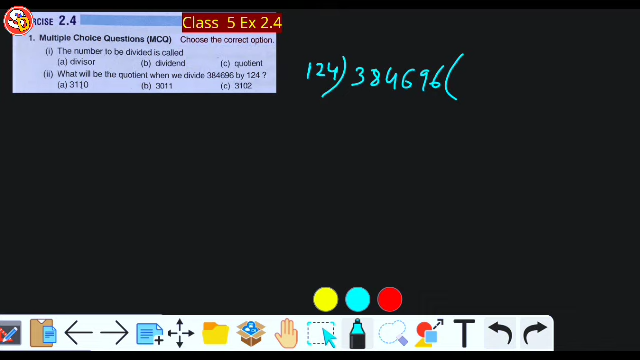 RCISE 2.4
Class 5 Ex 2.4
1. Multiple Choice Questions (MCQ) Choose the correct option.
(i) The number to be divided is called
(a) divisor (b) dividend (c) quotient
(ii) What will be the quotient when we divide 384696 by 124 ?
(a) 3110 (b) 3011 (c) 3102
124)384696(
T